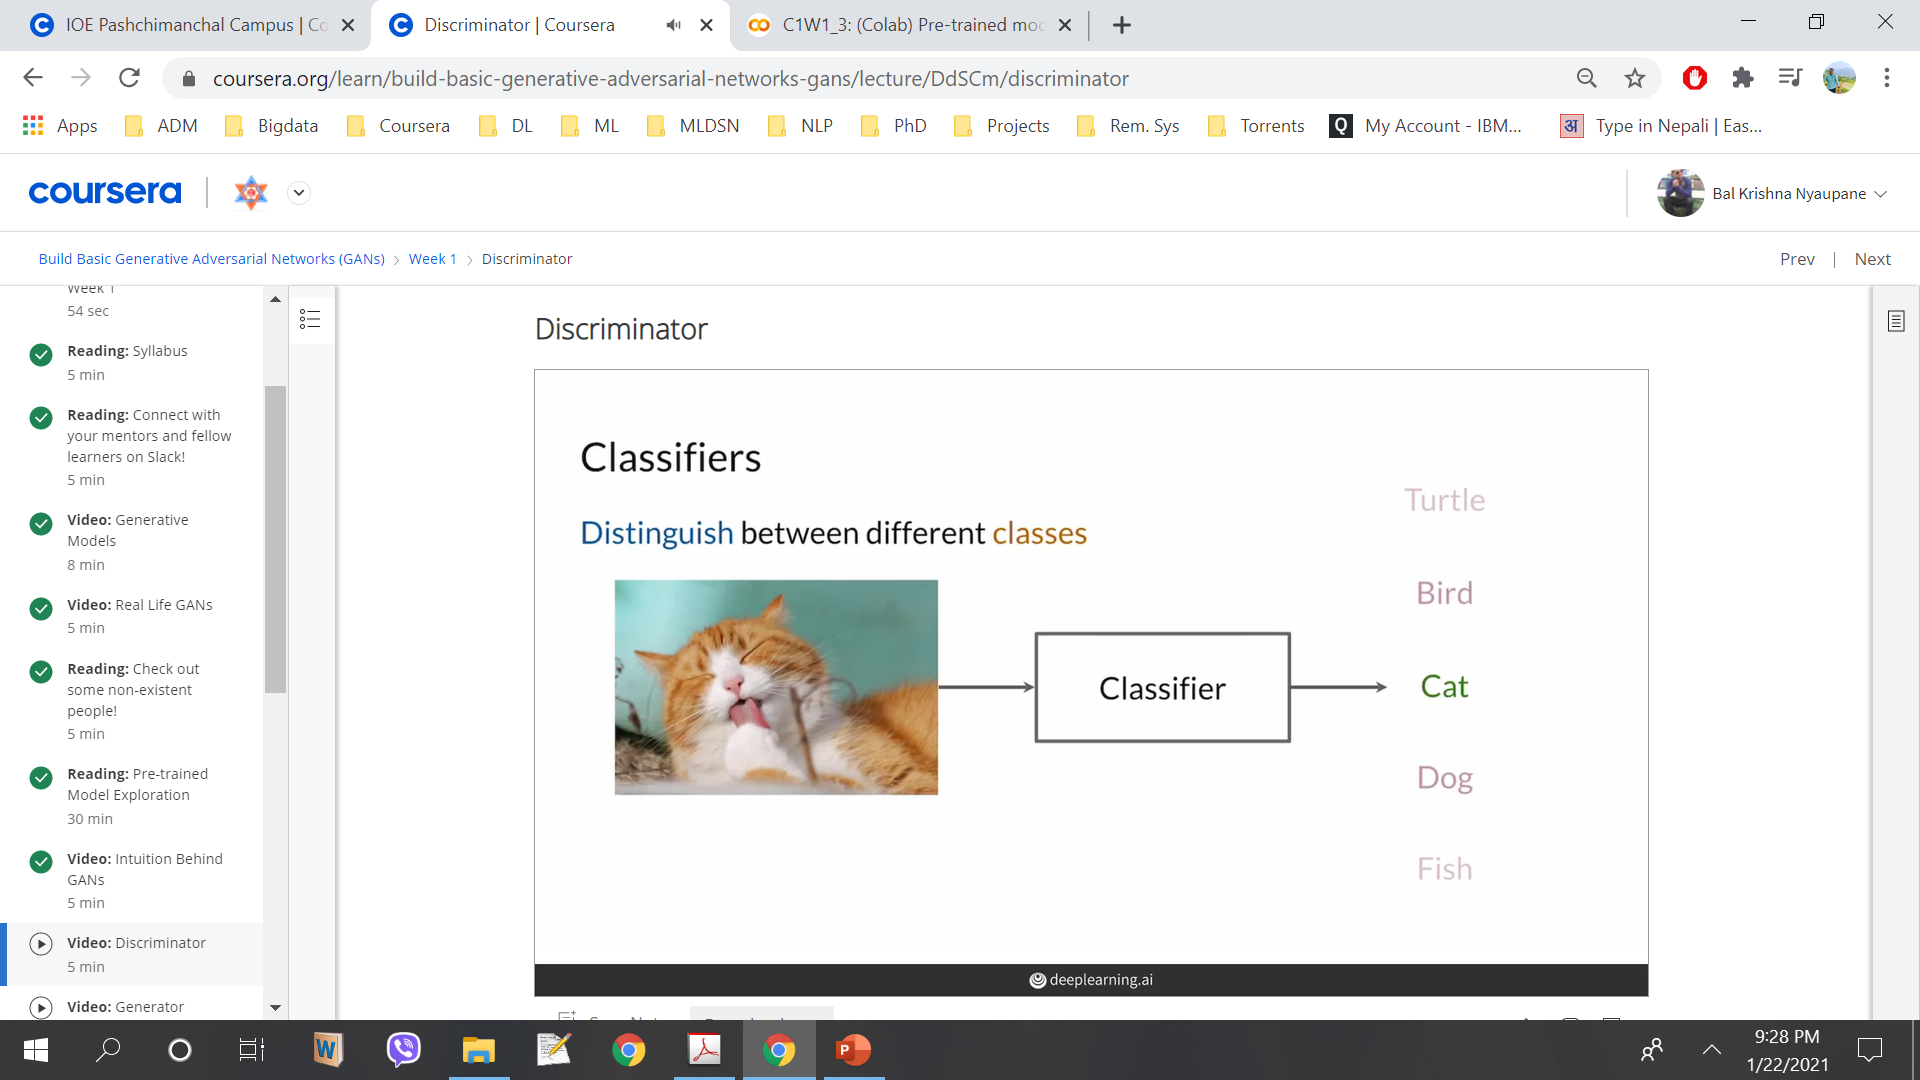 IOE Pashchimanchal Campus | Co
Discriminator | Coursera
C1W1_3: (Colab) Pre-trained mod
coursera.org/learn/build-basic-generative-adversarial-networks-gans/lecture/DdSCm/discriminator
Apps
ADM
Bigdata
Coursera
DL
ML
MLDSN
NLP
PhD
Projects
Rem. Sys
Torrents
Q
My Account - IBM...
अ
Type in Nepali | Eas...
coursera
Bal Krishna Nyaupane
Build Basic Generative Adversarial Networks (GANs)
Week 1
Discriminator
Prev
Next
Week 1
54 sec
Reading: Syllabus
5 min
Reading: Connect with
your mentors and fellow
learners on Slack!
5 min
Video: Generative
Models
8 min
Video: Real Life GANs
5 min
Reading: Check out
some non-existent
people!
5 min
Reading: Pre-trained
Model Exploration
30 min
Video: Intuition Behind
GANs
5 min
Video: Discriminator
5 min
Video: Generator
Discriminator
Classifiers
Distinguish between different classes
Classifier
Turtle
Bird
Cat
Dog
Fish
deeplearning.ai
9:28 PM
1/22/2021